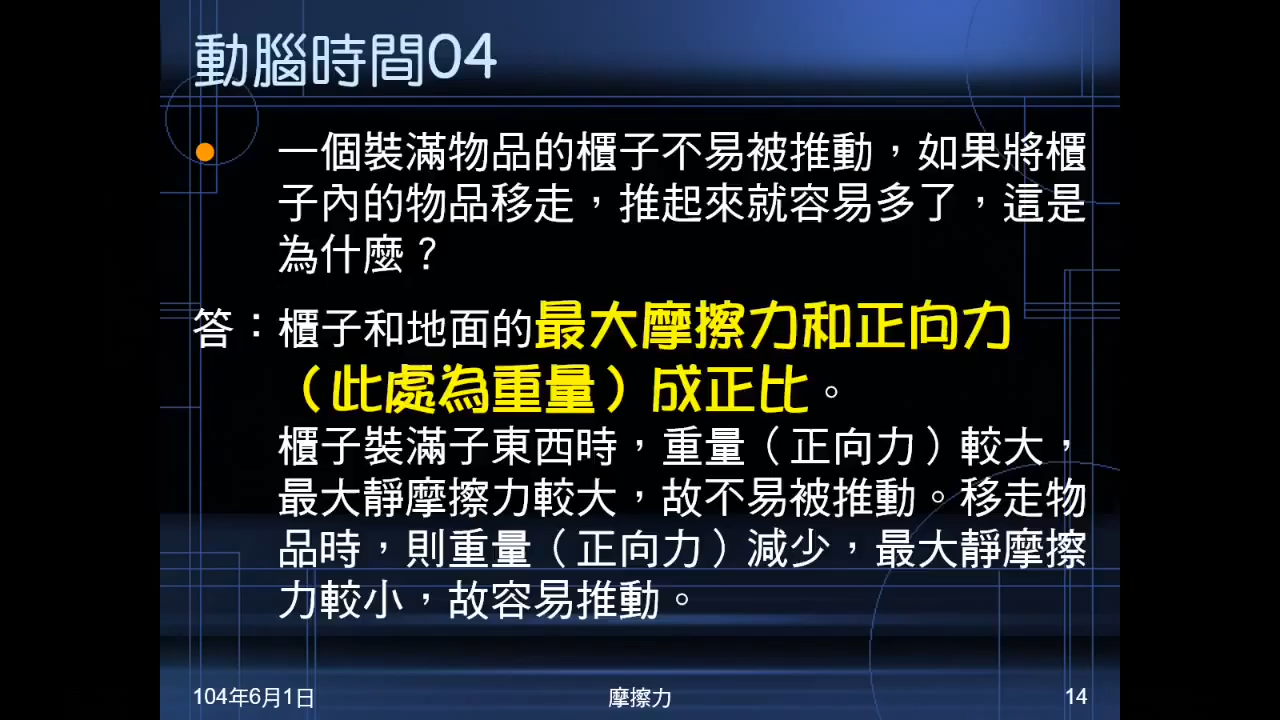 動腦時間04
一個裝滿物品的櫃子不易被推動，如果將櫃
子內的物品移走，推起來就容易多了，這是
為什麼？
答：櫃子和地面的最大摩擦力和正向力
（此處為重量）成正比。
櫃子裝滿子東西時，重量（正向力）較大，
最大靜摩擦力較大，故不易被推動。移走物
品時，則重量（正向力）減少，最大靜摩擦
力較小，故容易推動。
104年6月1日
摩擦力
14